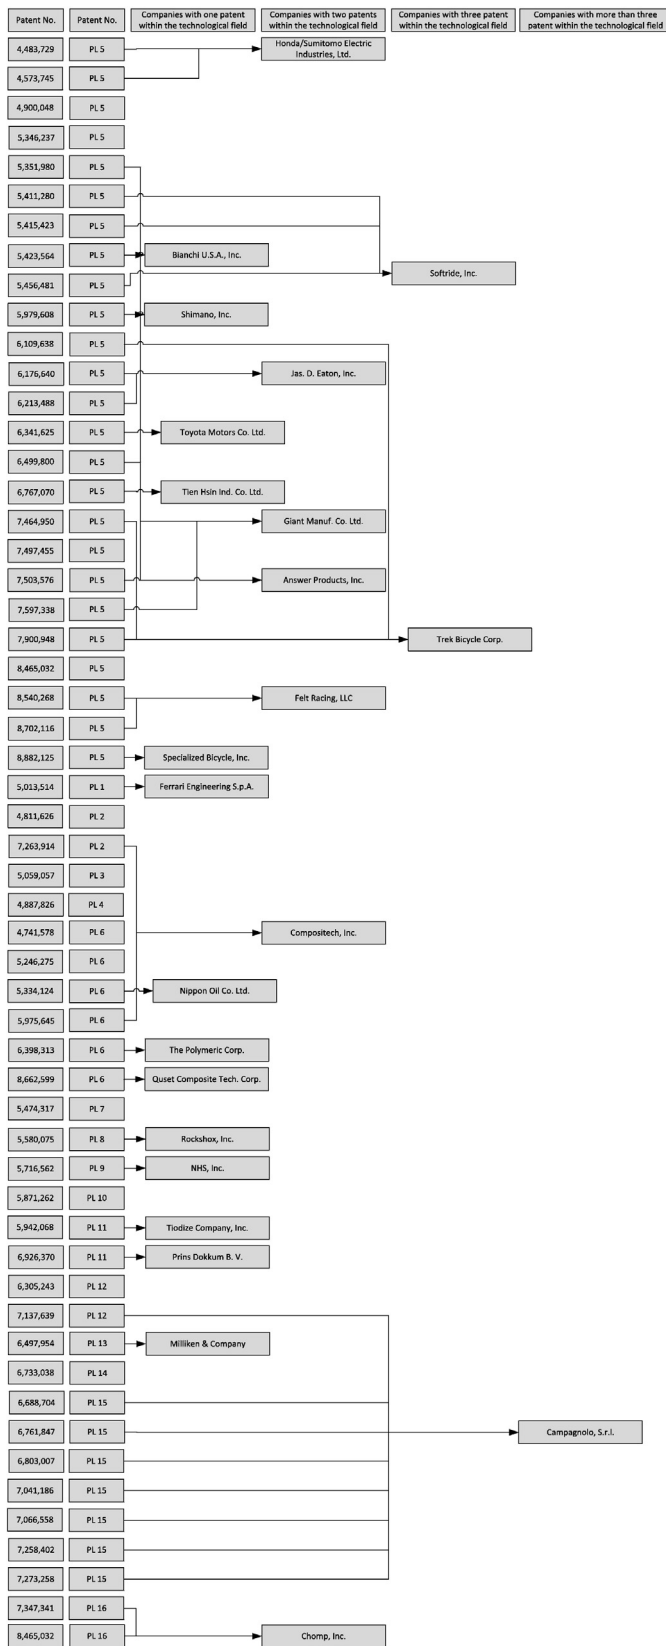 Patent No. Patent No. Companies with one patent within the technological field Companies with two patents within the technological field Companies with three patent within the technological field Companies with more than three patent within the technological field
4,483,729 PL 5 Honda/Sumitomo Electric Industries, Ltd.
4,573,745 PL 5
4,900,048 PL 5
5,346,237 PL 5
5,351,980 PL 5
5,411,280 PL 5
5,415,423 PL 5
5,423,564 PL 5 Bianchi U.S.A., Inc.
Softride, Inc.
5,456,481 PL 5
5,979,608 PL 5 Shimano, Inc.
6,109,638 PL 5
6,176,640 PL 5 Jas. D. Eaton, Inc.
6,213,488 PL 5
6,341,625 PL 5 Toyota Motors Co. Ltd.
6,499,800 PL 5
6,767,070 PL 5 Tien Hsin Ind. Co. Ltd.
7,464,950 PL 5 Giant Manuf. Co. Ltd.
7,497,455 PL 5
7,503,576 PL 5 Answer Products, Inc.
7,597,338 PL 5
7,900,948 PL 5 Trek Bicycle Corp.
8,465,032 PL 5
8,540,268 PL 5 Felt Racing, LLC
8,702,116 PL 5
8,882,125 PL 5 Specialized Bicycle, Inc.
5,013,514 PL 1 Ferrari Engineering S.p.A.
4,811,626 PL 2
7,263,914 PL 2
5,059,057 PL 3
4,887,826 PL 4
4,741,578 PL 6 Compositech, Inc.
5,246,275 PL 6
5,334,124 PL 6 Nippon Oil Co. Ltd.
5,975,645 PL 6
6,398,313 PL 6 The Polymeric Corp.
8,662,599 PL 6 Quset Composite Tech. Corp.
5,474,317 PL 7
5,580,075 PL 8 Rockshox, Inc.
5,716,562 PL 9 NHS, Inc.
5,871,262 PL 10
5,942,068 PL 11 Tiodize Company, Inc.
6,926,370 PL 11 Prins Dokkum B. V.
6,305,243 PL 12
7,137,639 PL 12
6,497,954 PL 13 Milliken & Company
6,733,038 PL 14
6,688,704 PL 15
6,761,847 PL 15 Campagnolo, S.r.l.
6,803,007 PL 15
7,041,186 PL 15
7,066,558 PL 15
7,258,402 PL 15
7,273,258 PL 15
7,347,341 PL 16
8,465,032 PL 16 Chomp, Inc.